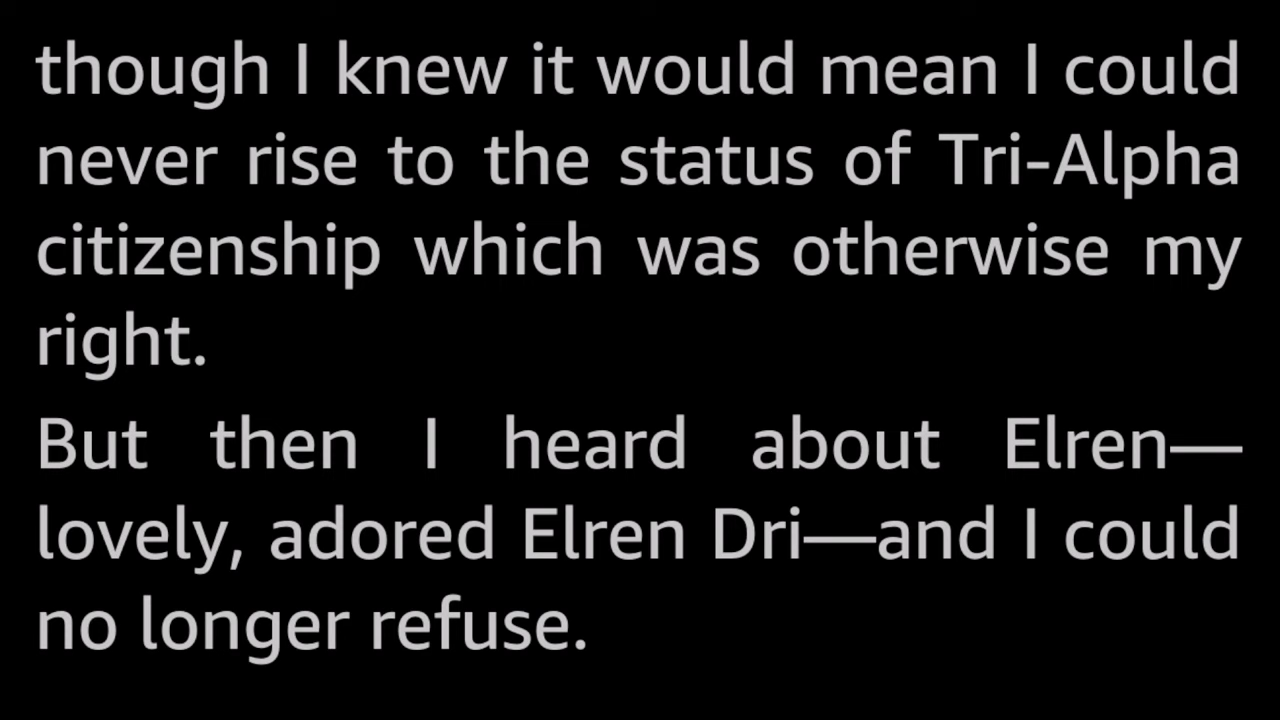 though I knew it would mean I could
never rise to the status of Tri-Alpha
citizenship which was otherwise my
right.
But then I heard about Elren—
lovely, adored Elren Dri—and I could
no longer refuse.